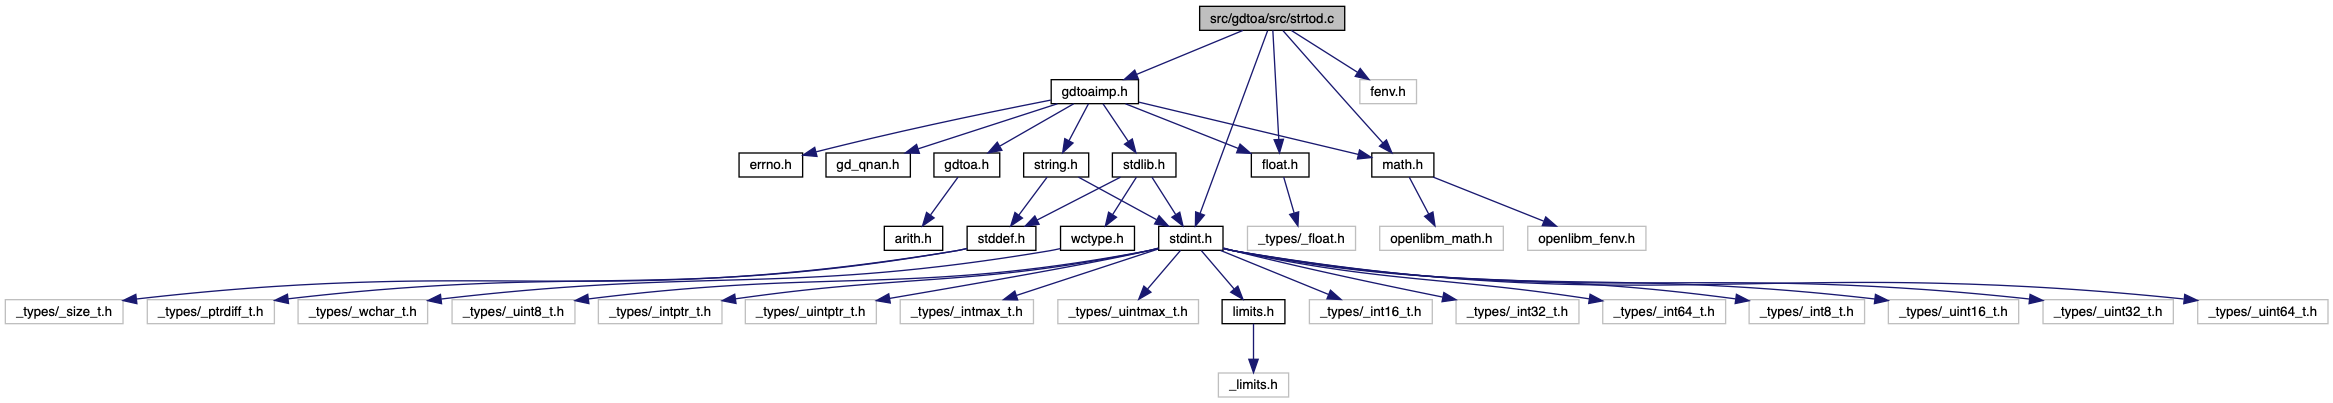 src/gdtoa/src/strtod.c
gdtoaimp.h
fenv.h
errno.h
gd_qnan.h
gdtoa.h
string.h
stdlib.h
float.h
math.h
arith.h
stddef.h
wctype.h
stdint.h
_types/_float.h
openlibm_math.h
openlibm_fenv.h
_types/_size_t.h
_types/_ptrdiff_t.h
_types/_wchar_t.h
_types/_uint8_t.h
_types/_intptr_t.h
_types/_uintptr_t.h
_types/_intmax_t.h
_types/_uintmax_t.h
limits.h
_types/_int16_t.h
_types/_int32_t.h
_types/_int64_t.h
_types/_int8_t.h
_types/_uint16_t.h
_types/_uint32_t.h
_types/_uint64_t.h
_limits.h